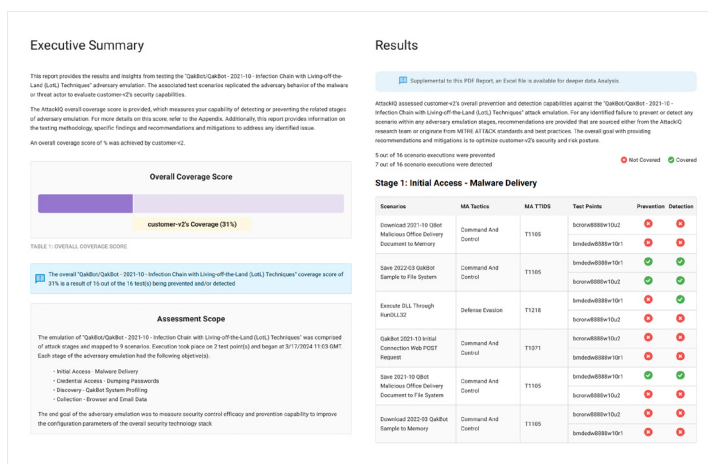 Executive Summary
This report provides the results and insights from testing the "QakBot/QakBot - 2021-10 - Infection Chain with Living-off-the-
Land (LotL) Techniques" adversary emulation. The associated test scenarios replicated the adversary behavior of the malware
or threat actor to evaluate customer-v2's security capabilities.
The AttackIQ overall coverage score is provided, which measures your capability of detecting or preventing the related stages
of adversary emulation. For more details on this score, refer to the Appendix. Additionally, this report provides information on
the testing methodology, specific findings and recommendations and mitigations to address any identified issue.
An overall coverage score of % was achieved by customer-v2.
Overall Coverage Score
customer-v2's Coverage (31%)
TABLE 1: OVERALL COVERAGE SCORE
The overall "QakBot/QakBot - 2021-10 - Infection Chain with Living-off-the-Land (LotL) Techniques" coverage score of
31% is a result of 16 out of the 16 test(s) being prevented and/or detected
Assessment Scope
The emulation of "QakBot/QakBot - 2021-10 - Infection Chain with Living-off-the-Land (LotL) Techniques" was comprised
of attack stages and mapped to 9 scenarios. Execution took place on 2 test point(s) and began at 3/17/2024 11:03 GMT.
Each stage of the adversary emulation had the following objetive(s).
• Initial Access - Malware Delivery
• Credential Access - Dumping Passwords
• Discovery - QakBot System Profiling
• Collection - Browser and Email Data
The end goal of the adversary emulation was to measure security control efficacy and prevention capability to improve
the configuration parameters of the overall security technology stack
Results
Supplemental to this PDF Report, an Excel file is available for deeper data Analysis.
AttackIQ assessed customer-v2's overall prevention and detection capabilities against the "QakBot/QakBot - 2021-10 -
Infection Chain with Living-off-the-Land (LotL) Techniques" attack emulation. For any identified failure to prevent or detect any
scenario within any adversary emulation stages, recommendations are provided that are sourced either from the AttackIQ
research team or originate from MITRE ATT&CK standards and best practices. The overall goal with providing
recommendations and mitigations is to optimize customer-v2's security and risk posture.
5 out of 16 scenario executions were prevented
7 out of 16 scenario executions were detected
Not Covered Covered
Stage 1: Initial Access - Malware Delivery
Scenarios MA Tactics MA TTIDS Test Points Prevention Detection
Download 2021-10 QBot
Malicious Office Delivery
Document to Memory
Command And
Control
T1105
bcrorw8888w10u2
bmdedw8388w10r1
Save 2022-03 QakBot
Sample to File System
Command And
Control
T1105
bmdedw8388w10r1
bcrorw8888w10u2
Execute DLL Through
RunDLL32
Defense Evasion
T1218
bmdedw8388w10r1
bcrorw8888w10u2
QakBot 2021-10 Initial
Connection Web POST
Request
Command And
Control
T1071
bcrorw8888w10u2
bmdedw8388w10r1
Save 2021-10 QBot
Malicious Office Delivery
Document to File System
Command And
Control
T1105
bmdedw8388w10r1
bcrorw8888w10u2
Download 2022-03 QakBot
Sample to Memory
Command And
Control
T1105
bcrorw8888w10u2
bmdedw8388w10r1